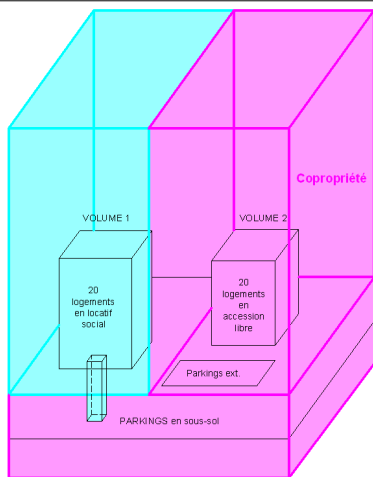 Copropriété
VOLUME 1
VOLUME 2
20
logements
en locatif
social
20
logements
en
accession
libre
Parkings ext.
PARKINGS en sous-sol